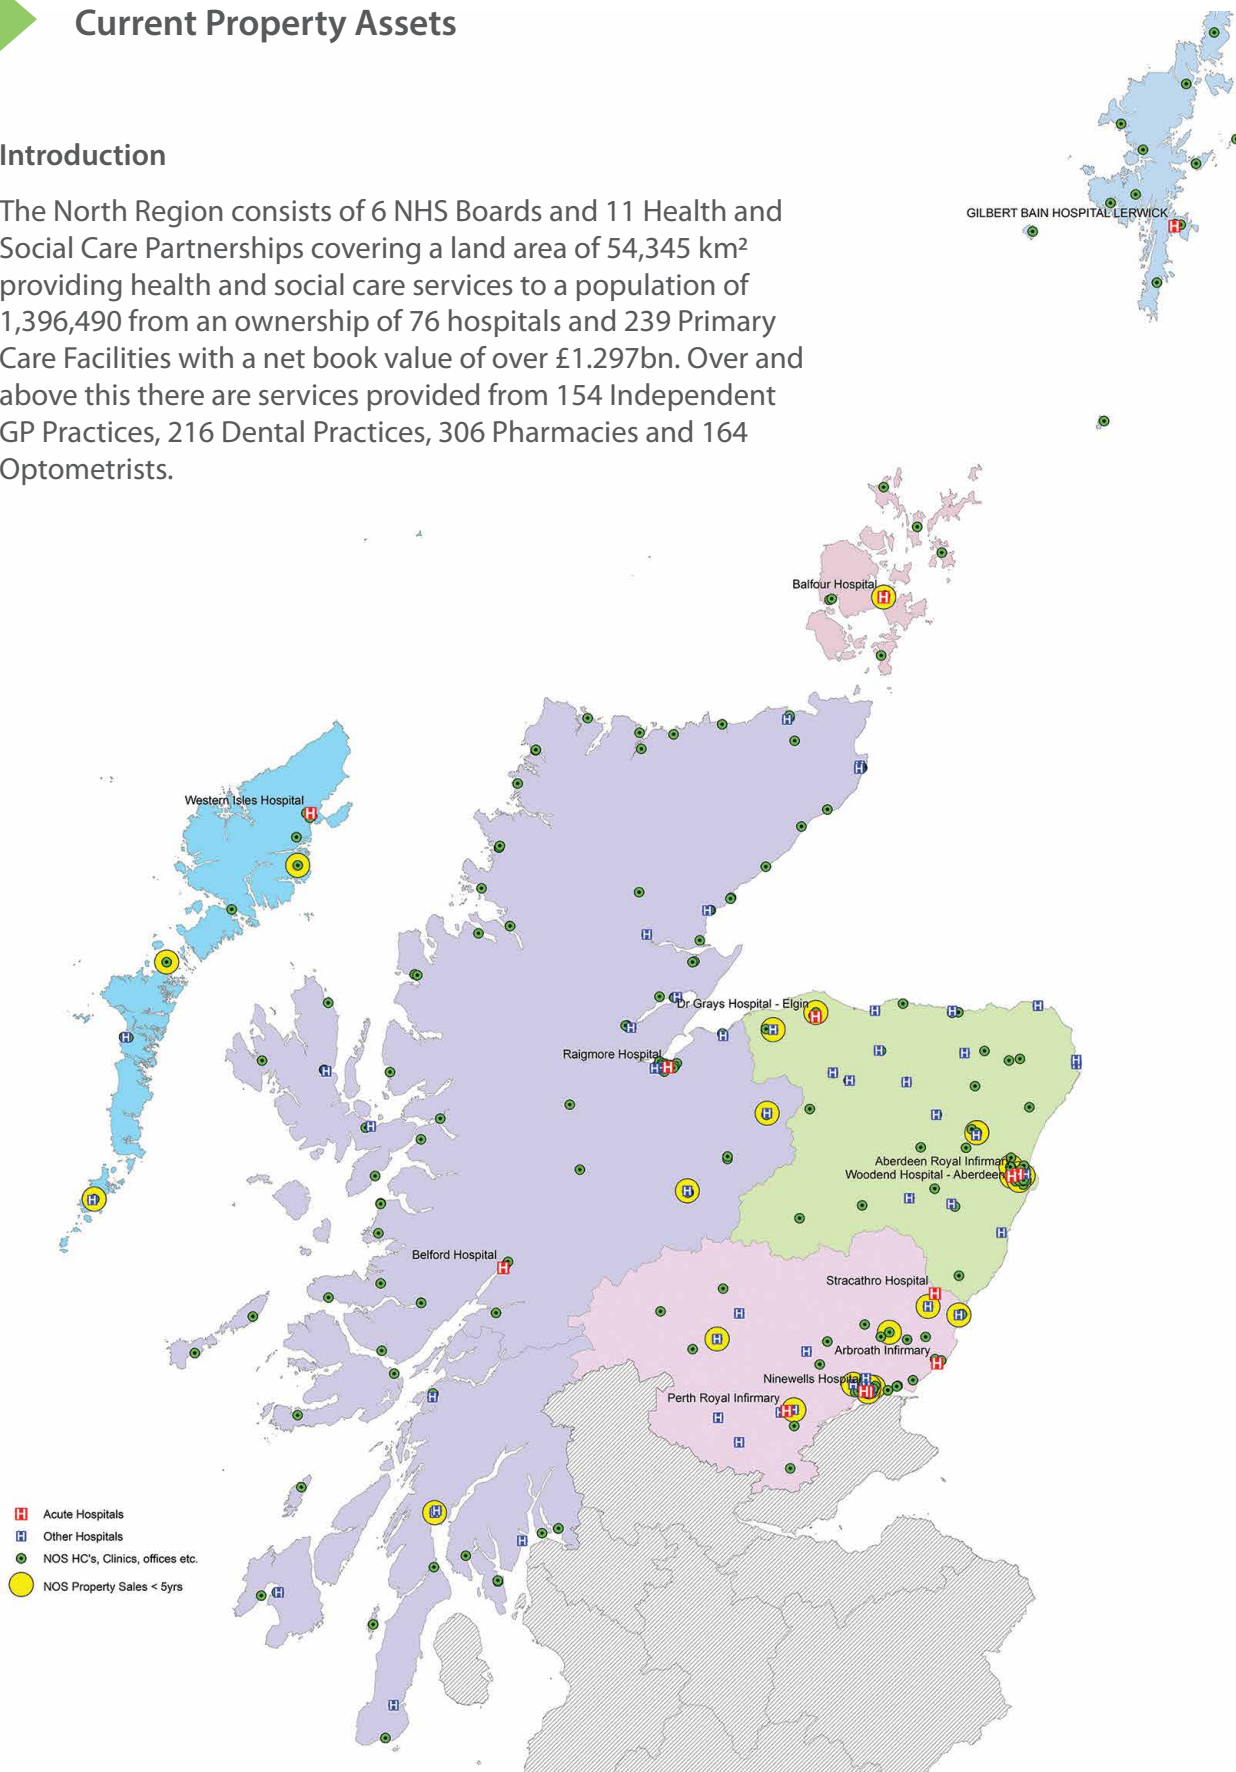 Current Property Assets
Introduction
The North Region consists of 6 NHS Boards and 11 Health and
Social Care Partnerships covering a land area of 54,345 km²
providing health and social care services to a population of
1,396,490 from an ownership of 76 hospitals and 239 Primary
Care Facilities with a net book value of over £1.297bn. Over and
above this there are services provided from 154 Independent
GP Practices, 216 Dental Practices, 306 Pharmacies and 164
Optometrists.
GILBERT BAIN HOSPITAL LERWICK
Balfour Hospital
Western Isles Hospital
Dr Grays Hospital - Elgin
Raigmore Hospital
Aberdeen Royal Infirmary
Woodend Hospital - Aberdeen
Belford Hospital
Stracathro Hospital
Arbroath Infirmary
Ninewells Hospital
Perth Royal Infirmary
H Acute Hospitals
H Other Hospitals
NOS HC's, Clinics, offices etc.
NOS Property Sales < 5yrs